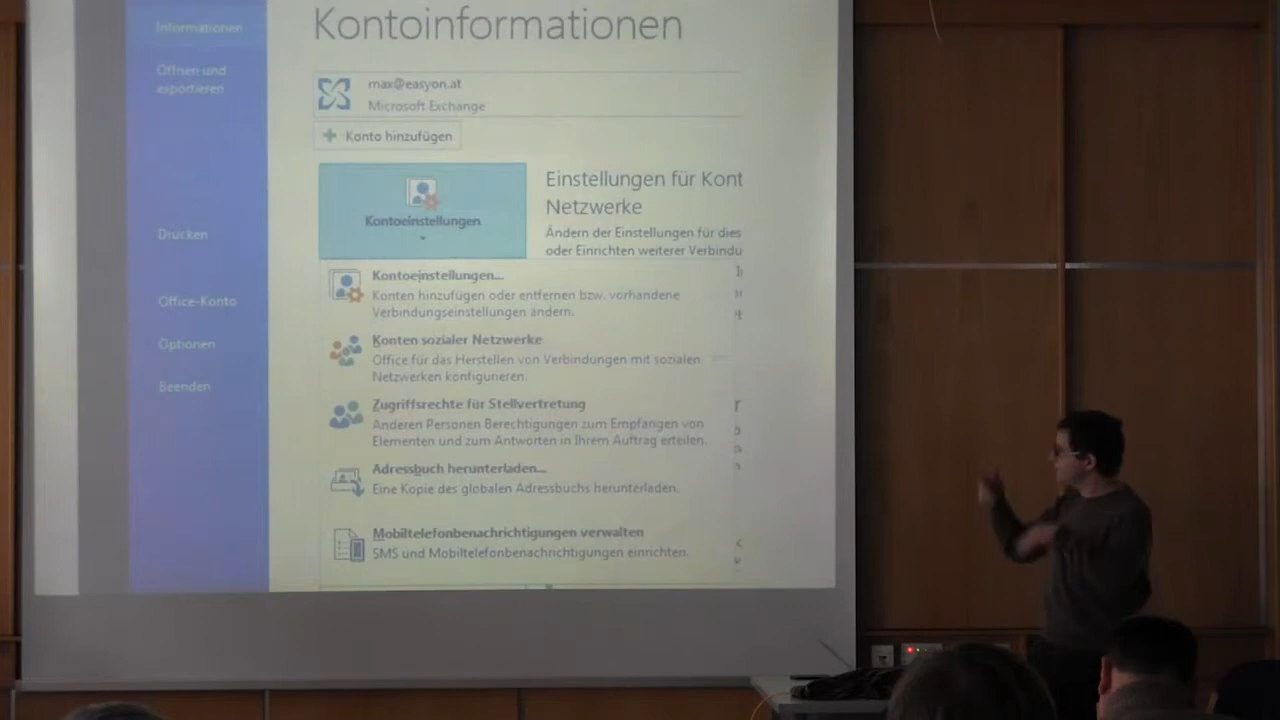 Informationen
Öffnen und
exportieren
Drucken
Office-Konto
Optionen
Beenden
Kontoinformationen
max@easyon.at
Microsoft Exchange
Konto hinzufügen
Kontoeinstellungen
Einstellungen für Kont
Netzwerke
Ändern der Einstellungen für dies
oder Einrichten weiterer Verbindu
Kontoeinstellungen...
Konten hinzufügen oder entfernen bzw. vorhandene
Verbindungseinstellungen ändern.
Konten sozialer Netzwerke
Office für das Herstellen von Verbindungen mit sozialen
Netzwerken konfigurieren.
Zugriffsrechte für Stellvertretung
Anderen Personen Berechtigungen zum Empfangen von
Elementen und zum Antworten in Ihrem Auftrag erteilen.
Adressbuch herunterladen...
Eine Kopie des globalen Adressbuchs herunterladen.
Mobiltelefonbenachrichtigungen verwalten
SMS und Mobiltelefonbenachrichtigungen einrichten.